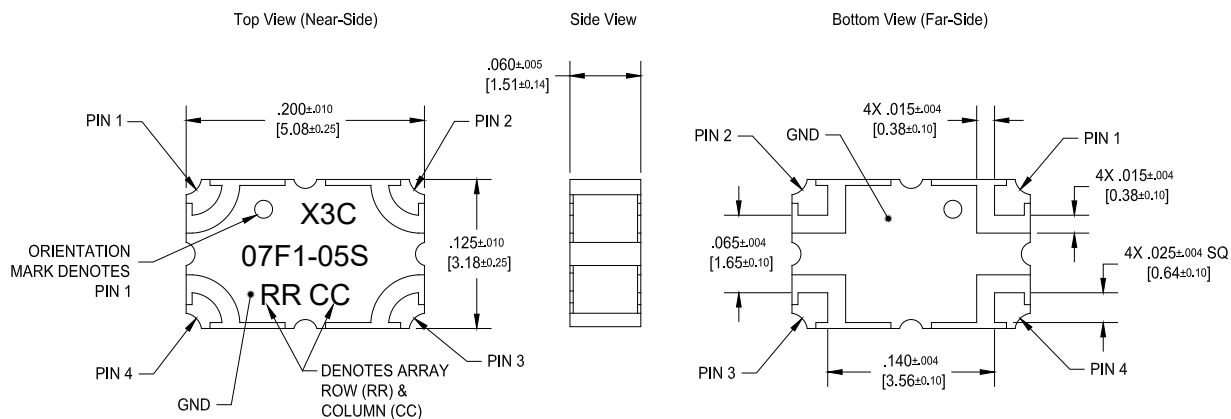 Top View (Near-Side)
Side View
Bottom View (Far-Side)
.200±.010
[5.08±0.25]
PIN 1
PIN 2
.060±.005
[1.51±0.14]
4X .015±.004
[0.38±0.10]
GND
PIN 2
PIN 1
4X .015±.004
[0.38±0.10]
X3C
07F1-05S
RR CC
.125±.010
[3.18±0.25]
ORIENTATION
MARK DENOTES
PIN 1
.065±.004
[1.65±0.10]
4X .025±.004 SQ
[0.64±0.10]
PIN 4
GND
DENOTES ARRAY
ROW (RR) &
COLUMN (CC)
PIN 3
PIN 3
.140±.004
[3.56±0.10]
PIN 4